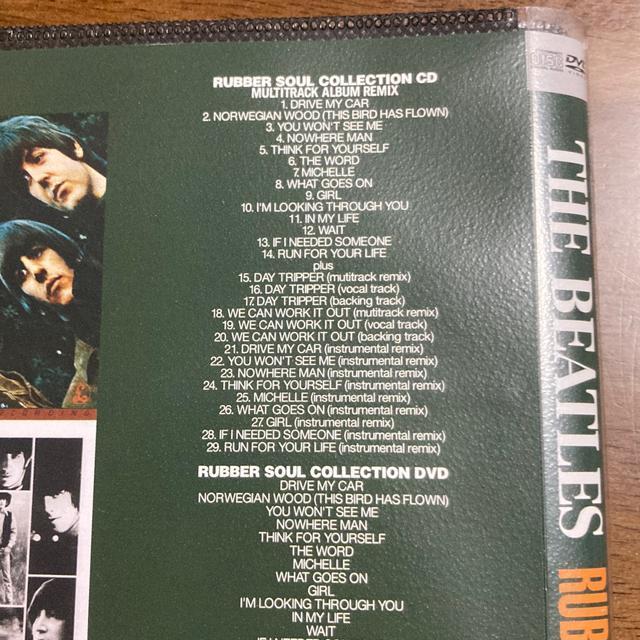 RUBBER SOUL COLLECTION CD
MULTITRACK ALBUM REMIX
1. DRIVE MY CAR
2. NORWEGIAN WOOD (THIS BIRD HAS FLOWN)
3. YOU WON'T SEE ME
4. NOWHERE MAN
5. THINK FOR YOURSELF
6. THE WORD
7. MICHELLE
8. WHAT GOES ON
9. GIRL
10. I'M LOOKING THROUGH YOU
11. IN MY LIFE
12. WAIT
13. IF I NEEDED SOMEONE
14. RUN FOR YOUR LIFE
plus
15. DAY TRIPPER (mutitrack remix)
16. DAY TRIPPER (vocal track)
17. DAY TRIPPER (backing track)
18. WE CAN WORK IT OUT (mutitrack remix)
19. WE CAN WORK IT OUT (vocal track)
20. WE CAN WORK IT OUT (backing track)
21. DRIVE MY CAR (instrumental remix)
22. YOU WON'T SEE ME (instrumental remix)
23. NOWHERE MAN (instrumental remix)
24. THINK FOR YOURSELF (instrumental remix)
25. MICHELLE (instrumental remix)
26. WHAT GOES ON (instrumental remix)
27. GIRL (instrumental remix)
28. IF I NEEDED SOMEONE (instrumental remix)
29. RUN FOR YOUR LIFE (instrumental remix)
RUBBER SOUL COLLECTION DVD
DRIVE MY CAR
NORWEGIAN WOOD (THIS BIRD HAS FLOWN)
YOU WON'T SEE ME
NOWHERE MAN
THINK FOR YOURSELF
THE WORD
MICHELLE
WHAT GOES ON
GIRL
I'M LOOKING THROUGH YOU
IN MY LIFE
WAIT
THE BEATLES RUB